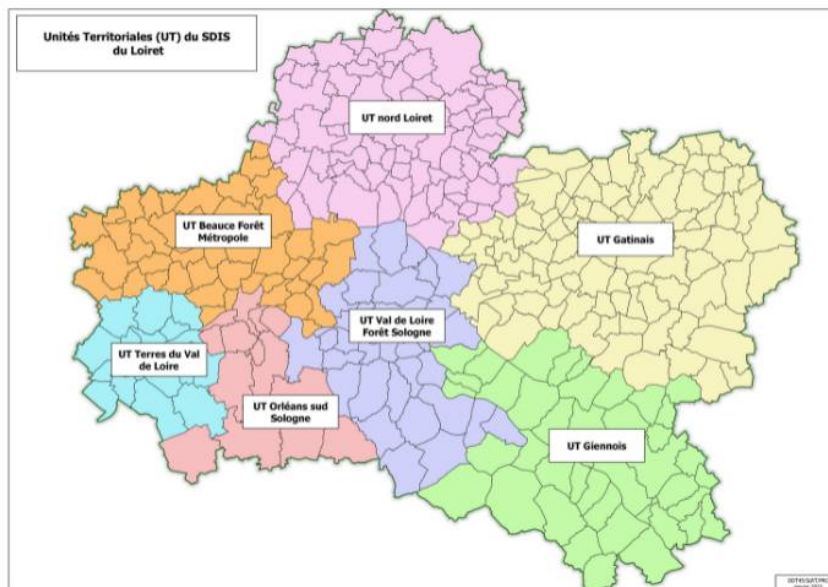 Unités Territoriales (UT) du SDIS
du Loiret
UT nord Loiret
UT Beauce Forêt
Métropole
UT Gatinais
UT Val de Loire
Forêt Sologne
UT Terres du Val
de Loire
UT Orléans sud
Sologne
UT Giennois